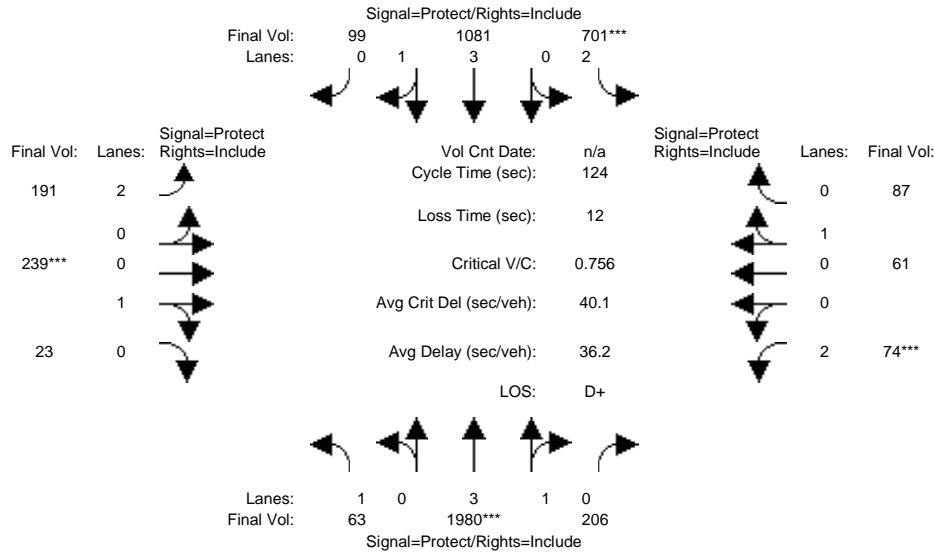 Signal=Protect/Rights=Include
Final Vol: 99 1081 701***
Lanes: 0 1 3 0 2
Signal=Protect Signal=Protect
Final Vol: Lanes: Rights=Include Vol Cnt Date: n/a Rights=Include Lanes: Final Vol:
Cycle Time (sec): 124
191 2 0 87
Loss Time (sec): 12
0 1
239*** 0 Critical V/C: 0.756 0 61
1 Avg Crit Del (sec/veh): 40.1 0
23 0 Avg Delay (sec/veh): 36.2 2 74***
LOS: D+
Lanes: 1 0 3 1 0
Final Vol: 63 1980*** 206
Signal=Protect/Rights=Include